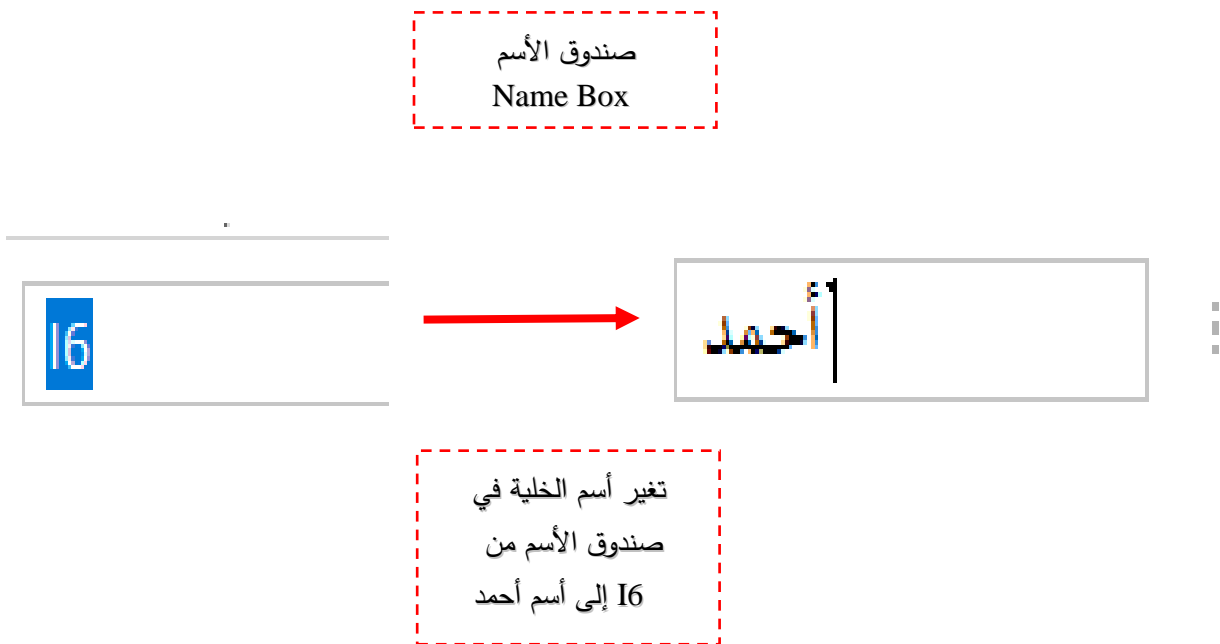 صندوق الأسم
Name Box
I6
أحمد
تغير أسم الخلية في
صندوق الأسم من
I6 إلى أسم أحمد